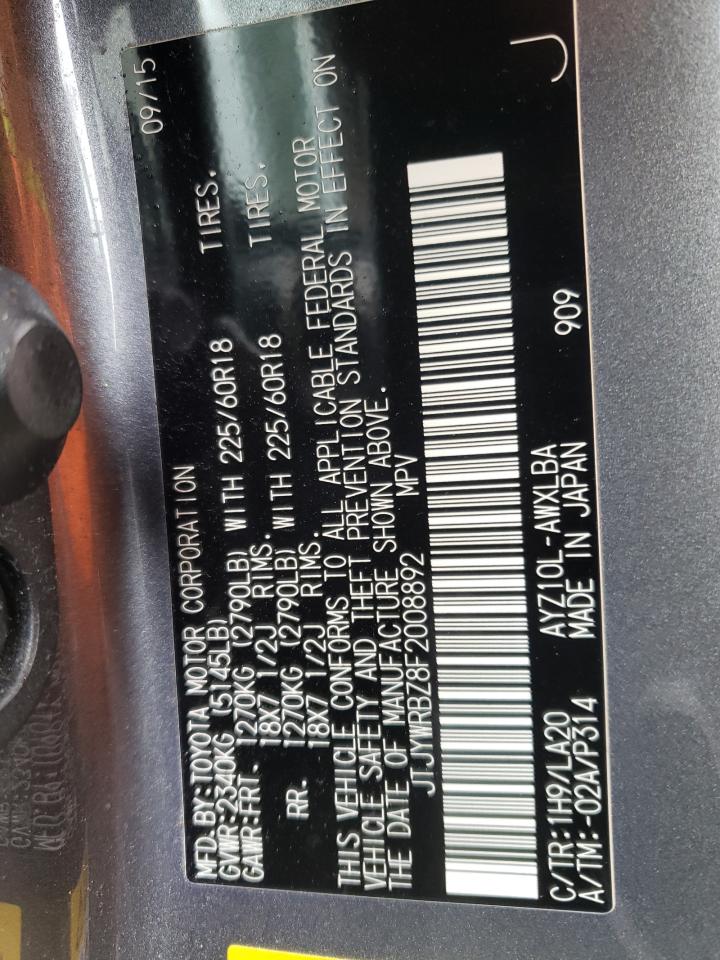 MFD. BY: TOYOTA MOTOR CORPORATION 09/15
GVWR: 2340KG (5145LB)
GAWR: FRT. 1270KG (2790LB) WITH 225/60R18 TIRES.
18X7 1/2J RIMS.
RR. 1270KG (2790LB) WITH 225/60R18 TIRES.
18X7 1/2J RIMS.
THIS VEHICLE CONFORMS TO ALL APPLICABLE FEDERAL MOTOR
VEHICLE SAFETY AND THEFT PREVENTION STANDARDS IN EFFECT ON
THE DATE OF MANUFACTURE SHOWN ABOVE.
JTJYWRBZ8F2008892 MPV
C/TR: 1H9/LA20 AYZ10L-AWXLBA 909
A/TM: -02A/P314 MADE IN JAPAN
J